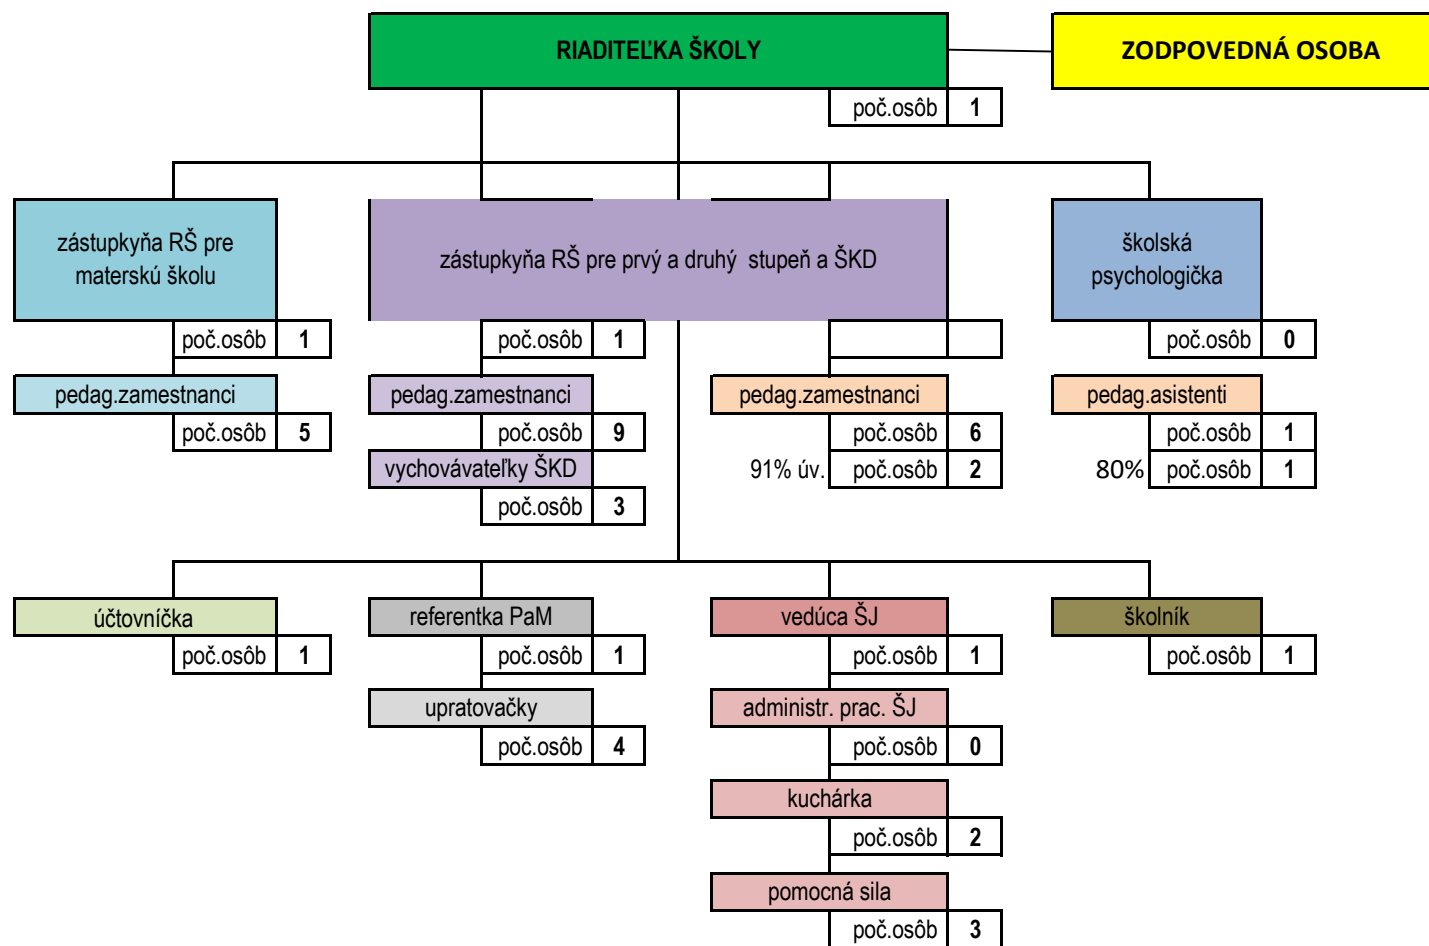 RIADITEĽKA ŠKOLY
ZODPOVEDNÁ OSOBA
poč.osôb 1
zástupkyňa RŠ pre
materskú školu
zástupkyňa RŠ pre prvý a druhý stupeň a ŠKD
školská
psychologička
poč.osôb 1
poč.osôb 1
poč.osôb 0
pedag.zamestnanci
pedag.zamestnanci
pedag.zamestnanci
pedag.asistenti
poč.osôb 5
poč.osôb 9
poč.osôb 6
poč.osôb 1
vychovávateľky ŠKD
91% úv. poč.osôb 2
80% poč.osôb 1
poč.osôb 3
účtovníčka
referentka PaM
vedúca ŠJ
školník
poč.osôb 1
poč.osôb 1
poč.osôb 1
poč.osôb 1
upratovačky
administr. prac. ŠJ
poč.osôb 4
poč.osôb 0
kuchárka
poč.osôb 2
pomocná sila
poč.osôb 3